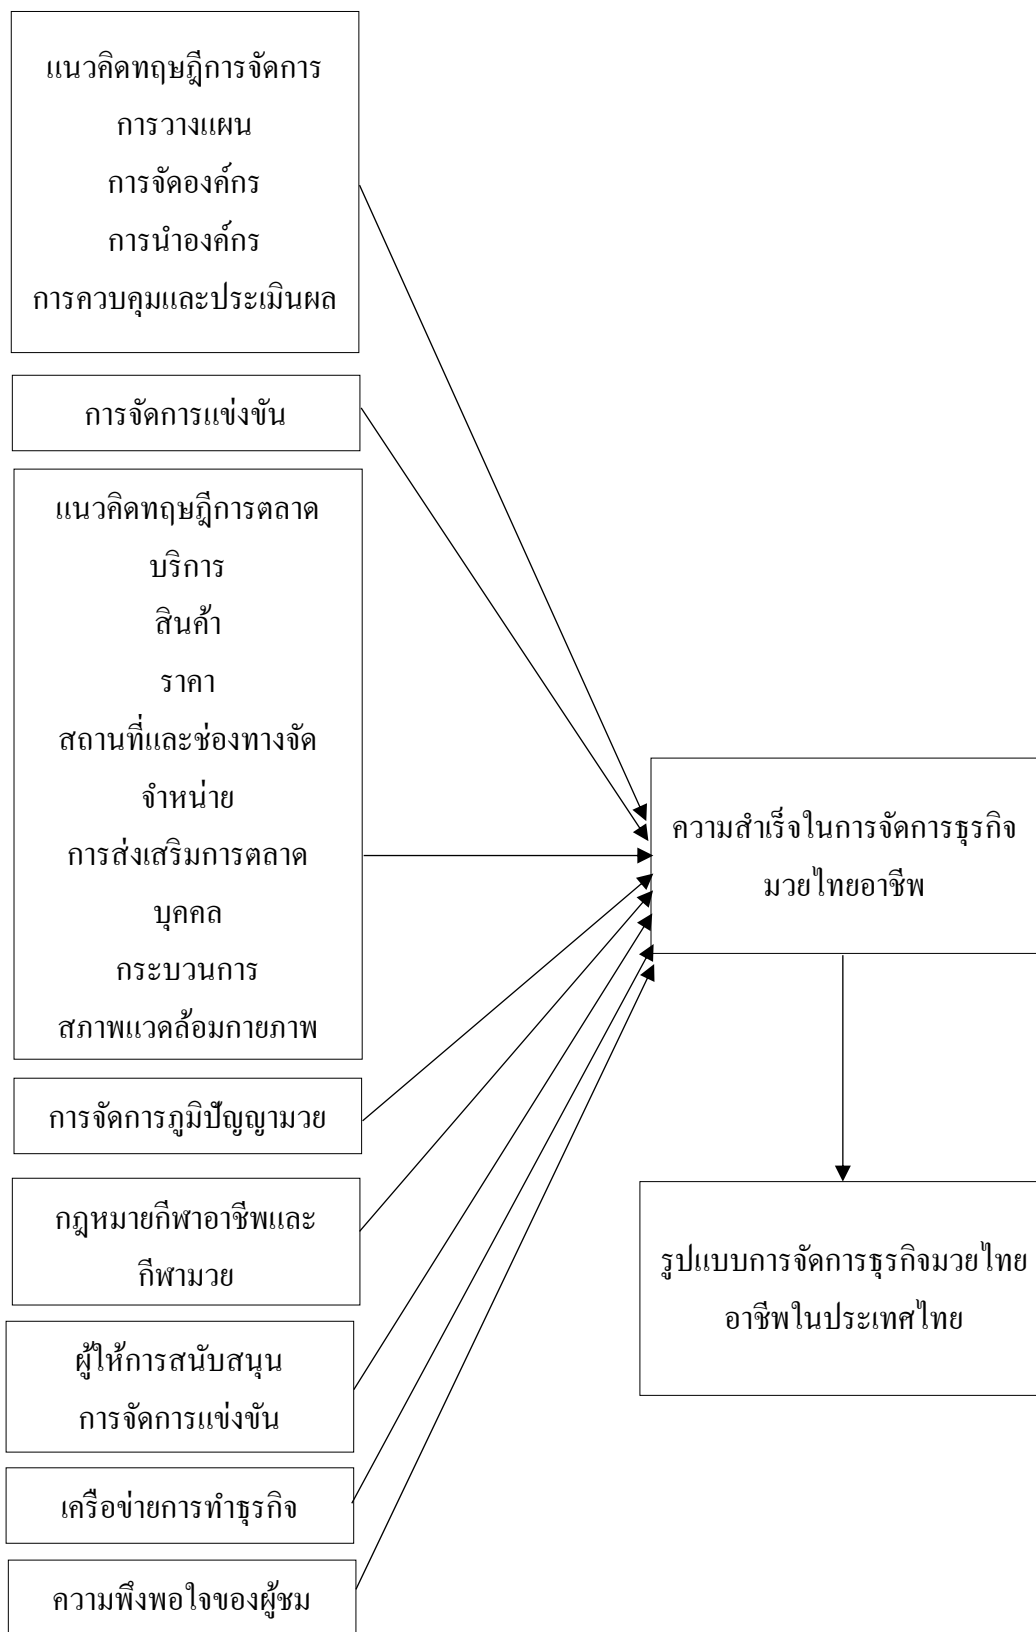 แนวคิดทฤษฎีการจัดการ
การวางแผน
การจัดองค์กร
การนำองค์กร
การควบคุมและประเมินผล
การจัดการแข่งขัน
แนวคิดทฤษฎีการตลาด
บริการ
สินค้า
ราคา
สถานที่และช่องทางจัด
จำหน่าย
การส่งเสริมการตลาด
บุคคล
กระบวนการ
สภาพแวดล้อมกายภาพ
การจัดการภูมิปัญญามวย
กฎหมายกีฬาอาชีพและ
กีฬามวย
ผู้ให้การสนับสนุน
การจัดการแข่งขัน
เครือข่ายการทำธุรกิจ
ความพึงพอใจของผู้ชม
ความสำเร็จในการจัดการธุรกิจ
มวยไทยอาชีพ
รูปแบบการจัดการธุรกิจมวยไทย
อาชีพในประเทศไทย